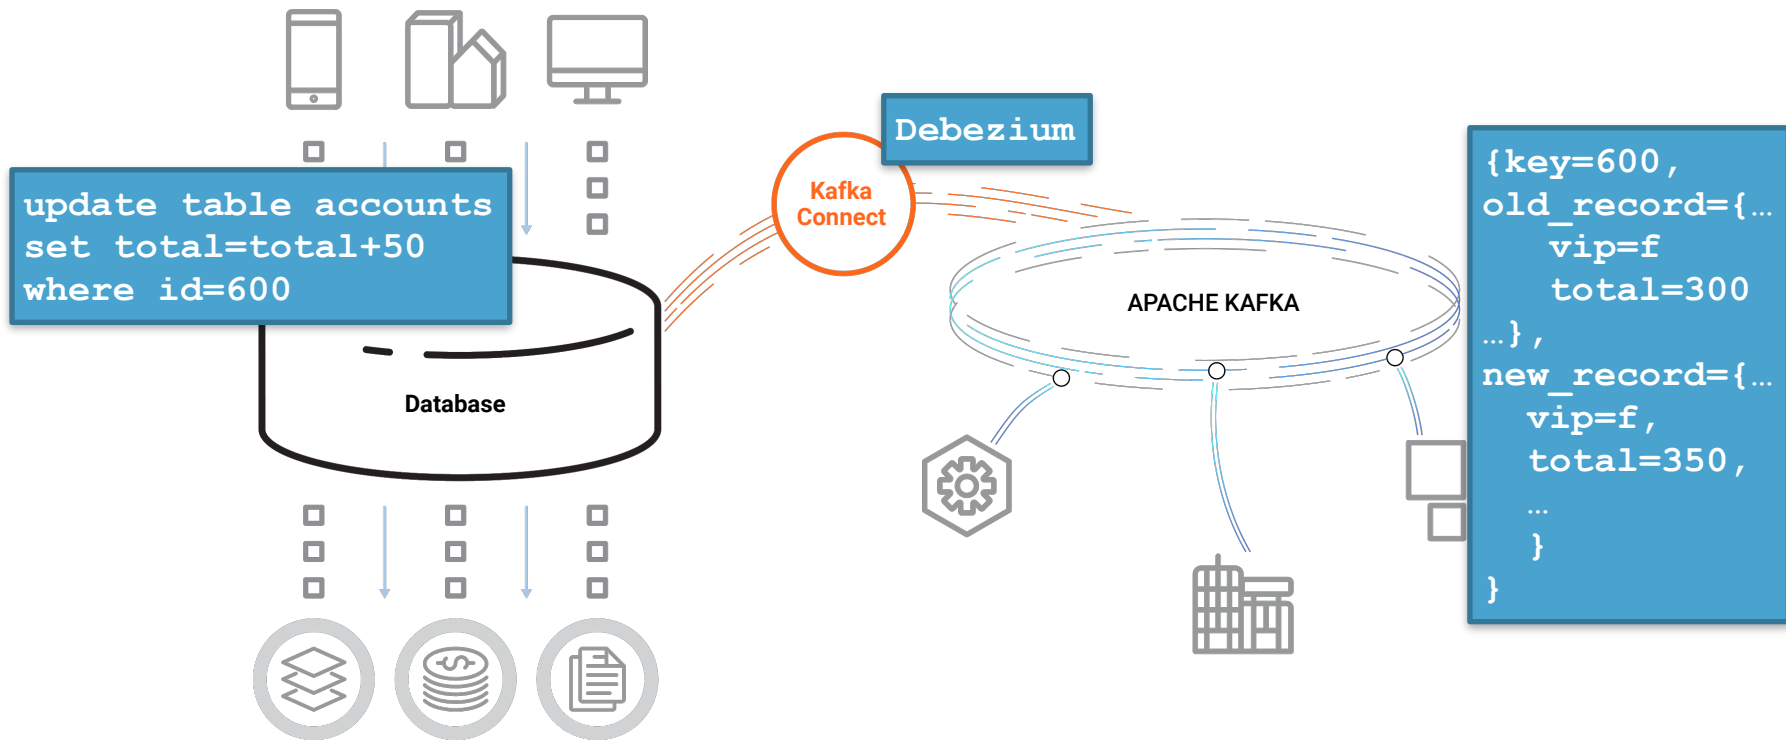 update table accounts
set total=total+50
where id=600
Database
Kafka
Connect
Debezium
APACHE KAFKA
{key=600,
old_record={…
vip=f
total=300
…},
new_record={…
vip=f,
total=350,
…
}
}